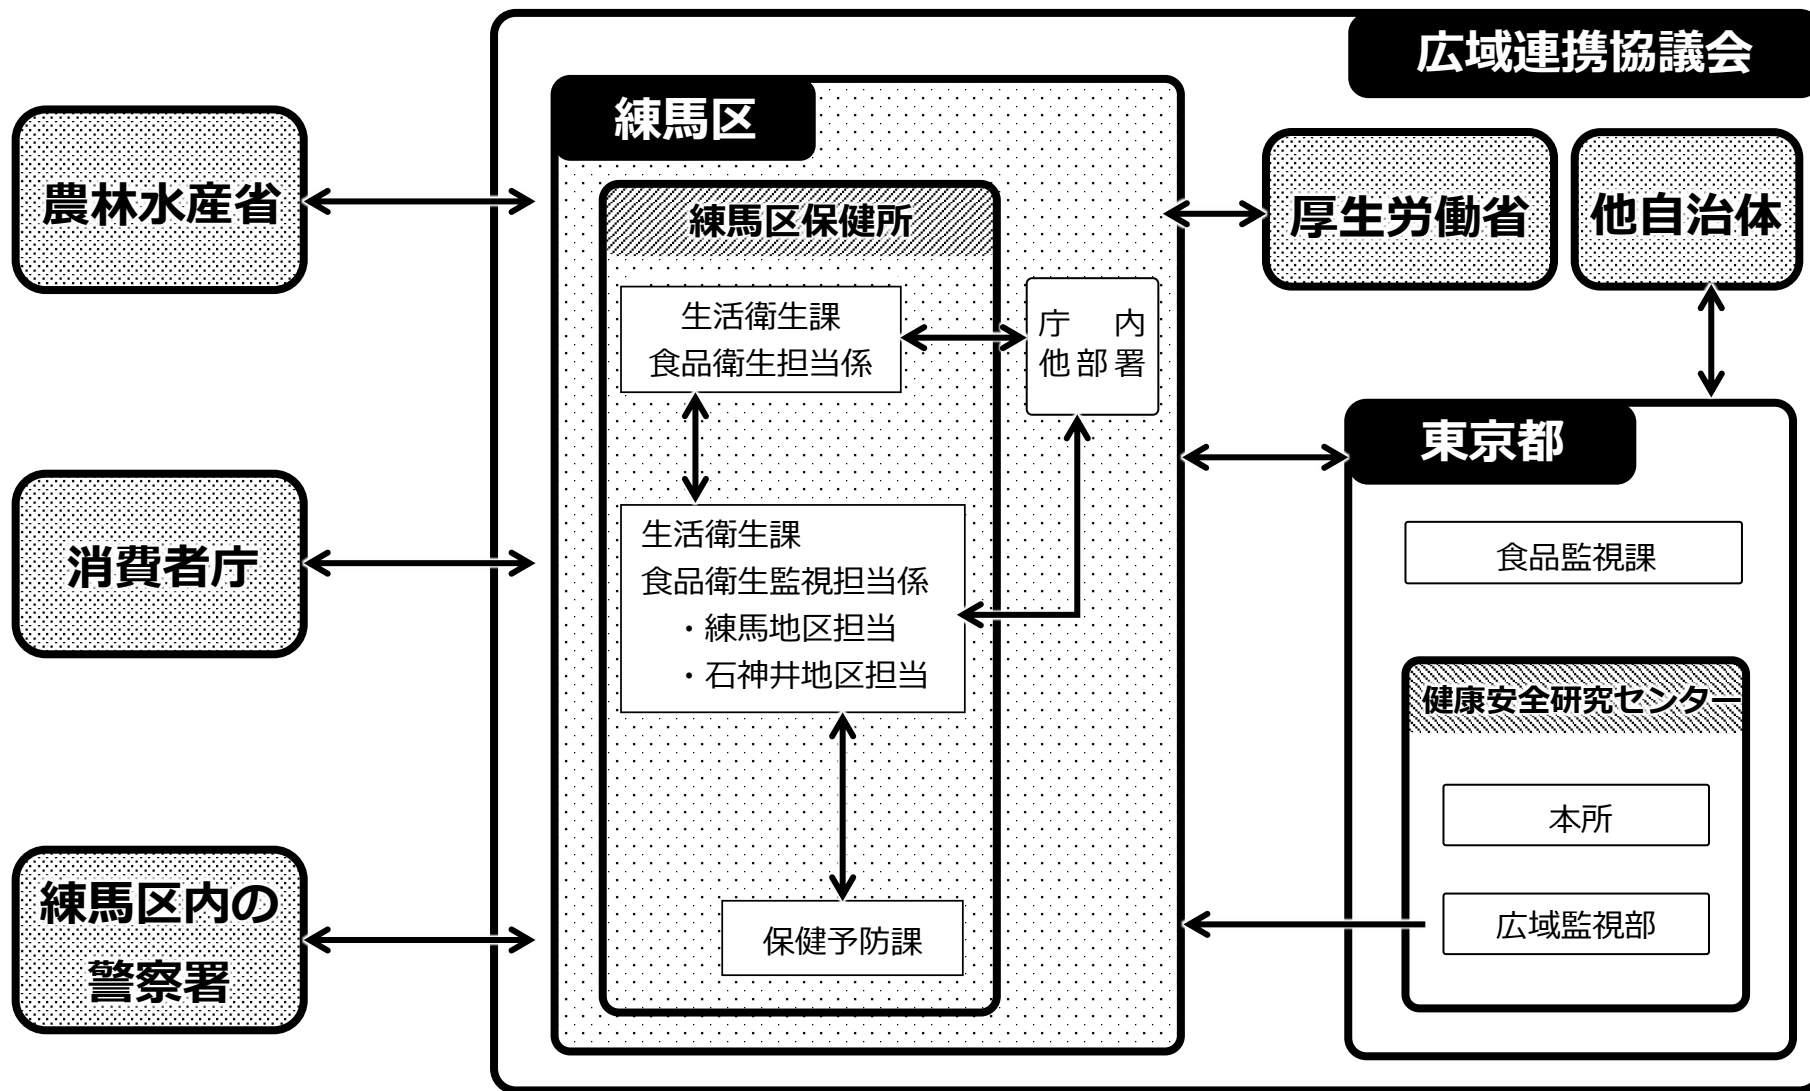 広域連携協議会
練馬区
農林水産省
練馬区保健所
厚生労働省
他自治体
生活衛生課
食品衛生担当係
庁内
他部署
東京都
生活衛生課
食品衛生監視担当係
・練馬地区担当
・石神井地区担当
消費者庁
食品監視課
健康安全研究センター
本所
練馬区内の
警察署
広域監視部
保健予防課